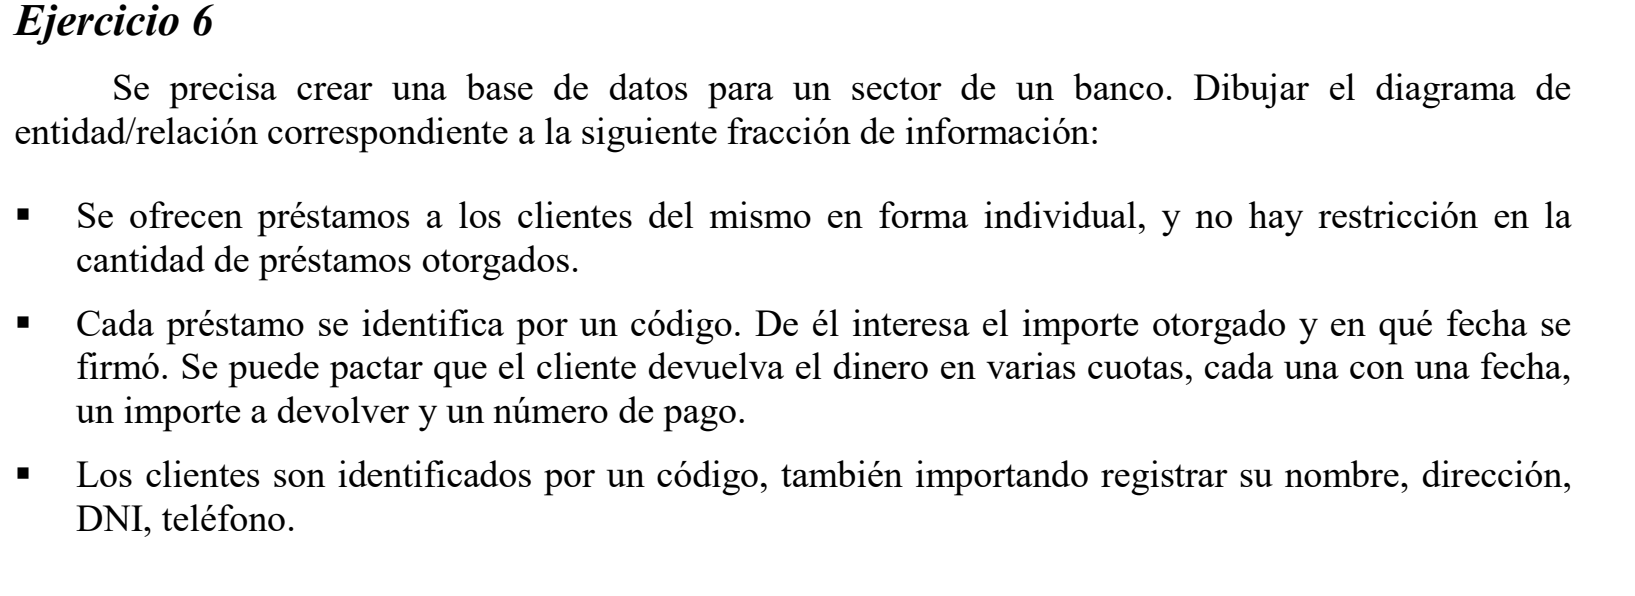 Ejercicio 6
Se precisa crear una base de datos para un sector de un banco. Dibujar el diagrama de
entidad/relación correspondiente a la siguiente fracción de información:
▪ Se ofrecen préstamos a los clientes del mismo en forma individual, y no hay restricción en la
cantidad de préstamos otorgados.
▪ Cada préstamo se identifica por un código. De él interesa el importe otorgado y en qué fecha se
firmó. Se puede pactar que el cliente devuelva el dinero en varias cuotas, cada una con una fecha,
un importe a devolver y un número de pago.
▪ Los clientes son identificados por un código, también importando registrar su nombre, dirección,
DNI, teléfono.